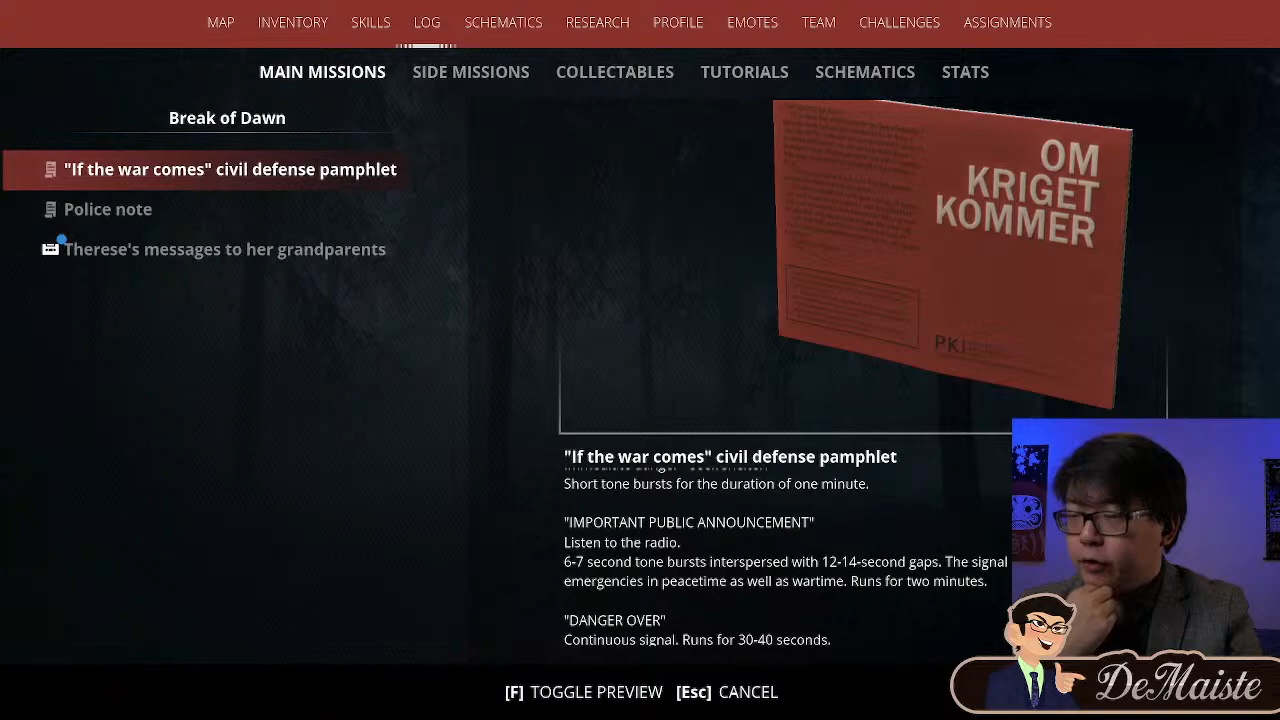 MAP INVENTORY SKILLS LOG SCHEMATICS RESEARCH PROFILE EMOTES TEAM CHALLENGES ASSIGNMENTS
MAIN MISSIONS SIDE MISSIONS COLLECTABLES TUTORIALS SCHEMATICS STATS
Break of Dawn
"If the war comes" civil defense pamphlet
Police note
Therese's messages to her grandparents
OM
KRIGET
KOMMER
"If the war comes" civil defense pamphlet
Short tone bursts for the duration of one minute.
"IMPORTANT PUBLIC ANNOUNCEMENT"
Listen to the radio.
6-7 second tone bursts interspersed with 12-14-second gaps. The signal
emergencies in peacetime as well as wartime. Runs for two minutes.
"DANGER OVER"
Continuous signal. Runs for 30-40 seconds.
[F] TOGGLE PREVIEW [Esc] CANCEL
DeMaiste